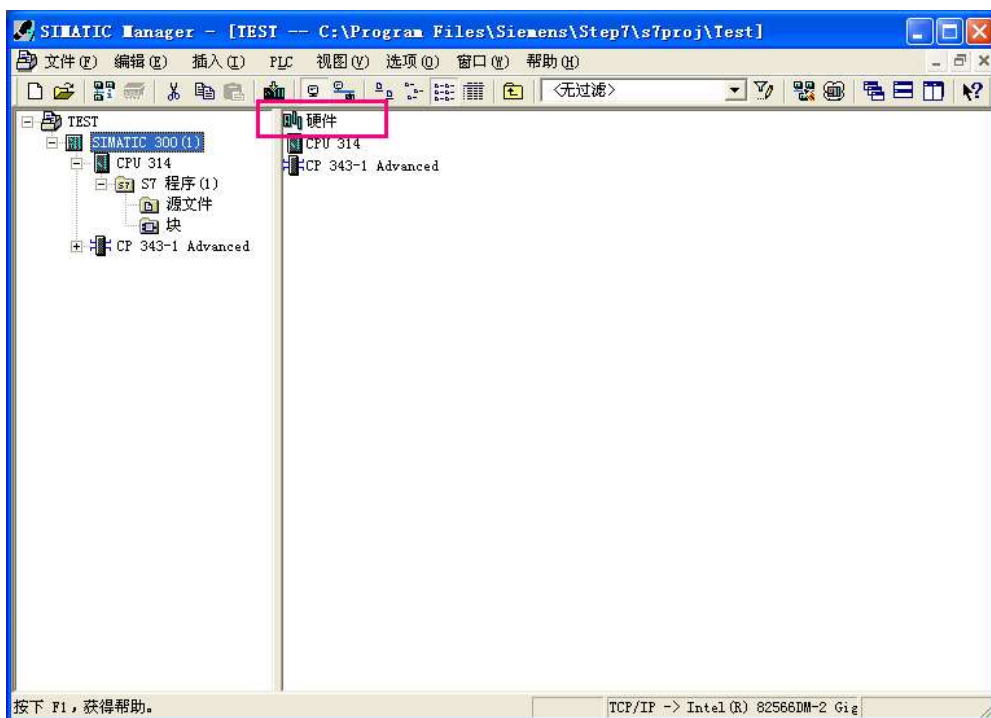 SIMATIC Manager - [TEST -- C:\Program Files\Siemens\Step7\s7proj\Test]
文件(F) 编辑(E) 插入(I) PLC 视图(V) 选项(O) 窗口(W) 帮助(H)
<无过滤>
TEST
SIMATIC 300(1)
CPU 314
S7 程序(1)
源文件
块
CP 343-1 Advanced
硬件
CPU 314
CP 343-1 Advanced
按下 F1，获得帮助。
TCP/IP -> Intel(R) 82566DM-2 Gig